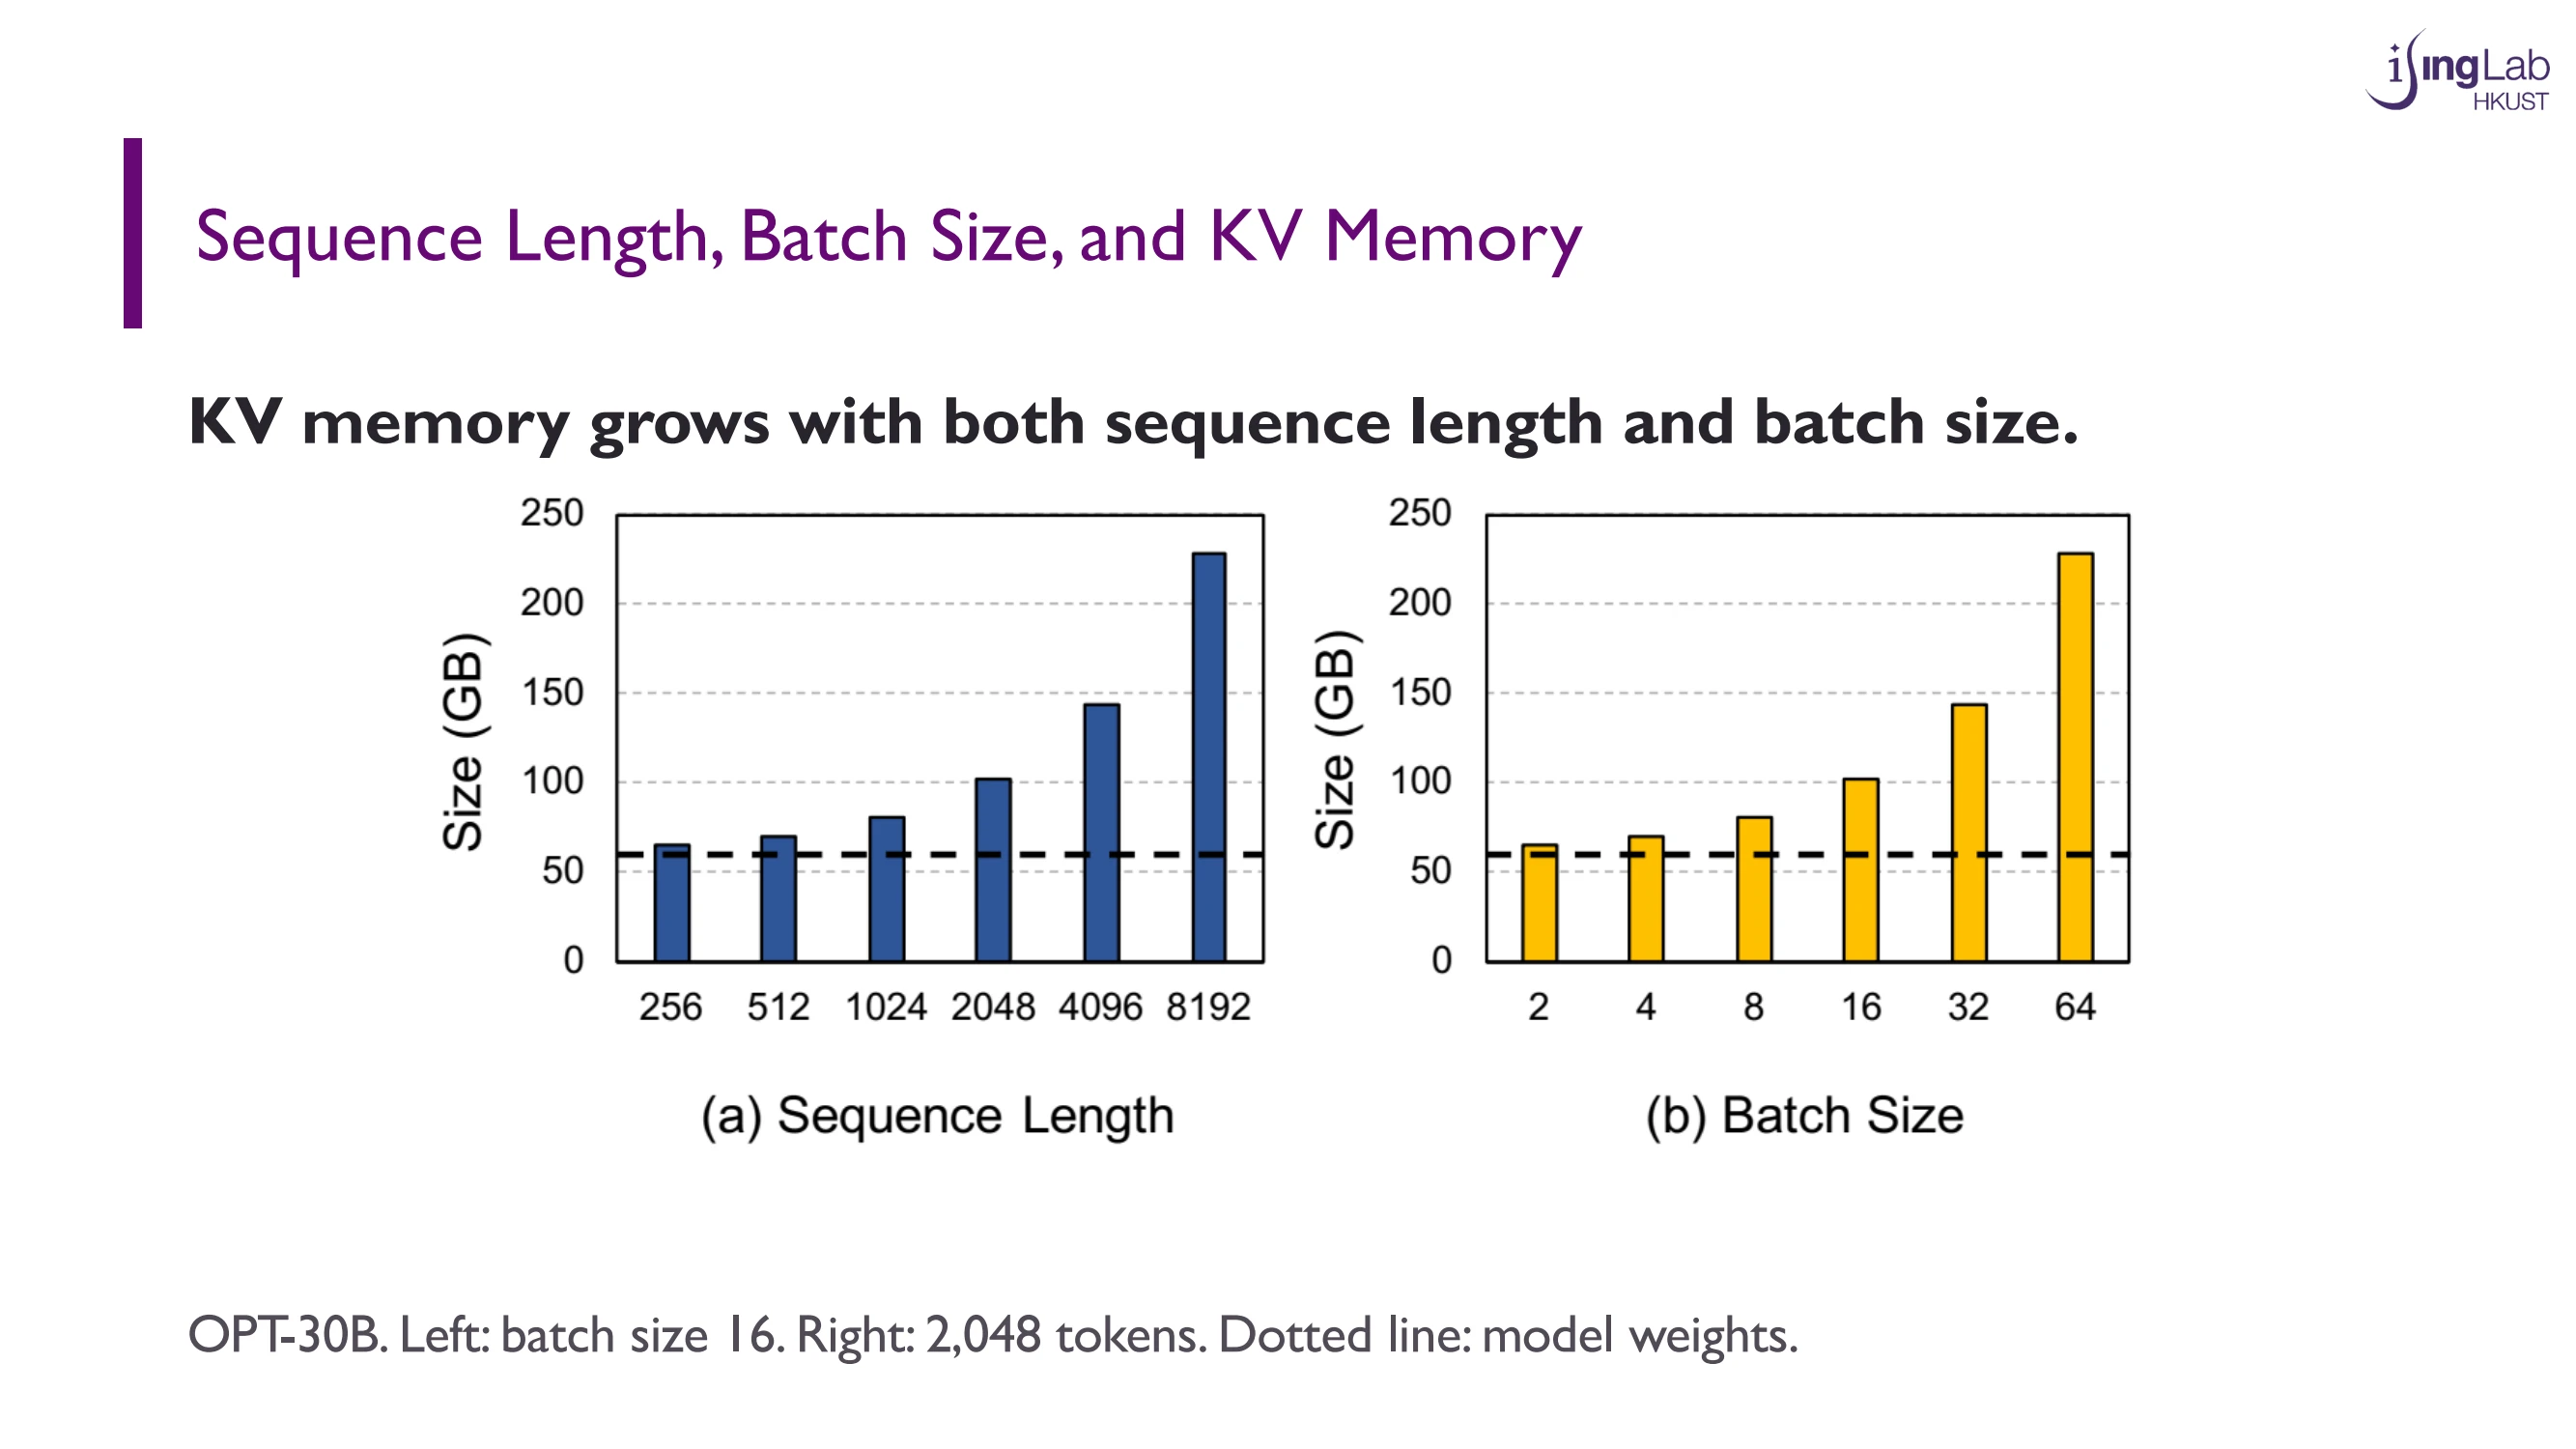 isingLab
HKUST
Sequence Length, Batch Size, and KV Memory
KV memory grows with both sequence length and batch size.
Size (GB)
250
200
150
100
50
0
256 512 1024 2048 4096 8192
(a) Sequence Length
Size (GB)
250
200
150
100
50
0
2 4 8 16 32 64
(b) Batch Size
OPT-30B. Left: batch size 16. Right: 2,048 tokens. Dotted line: model weights.